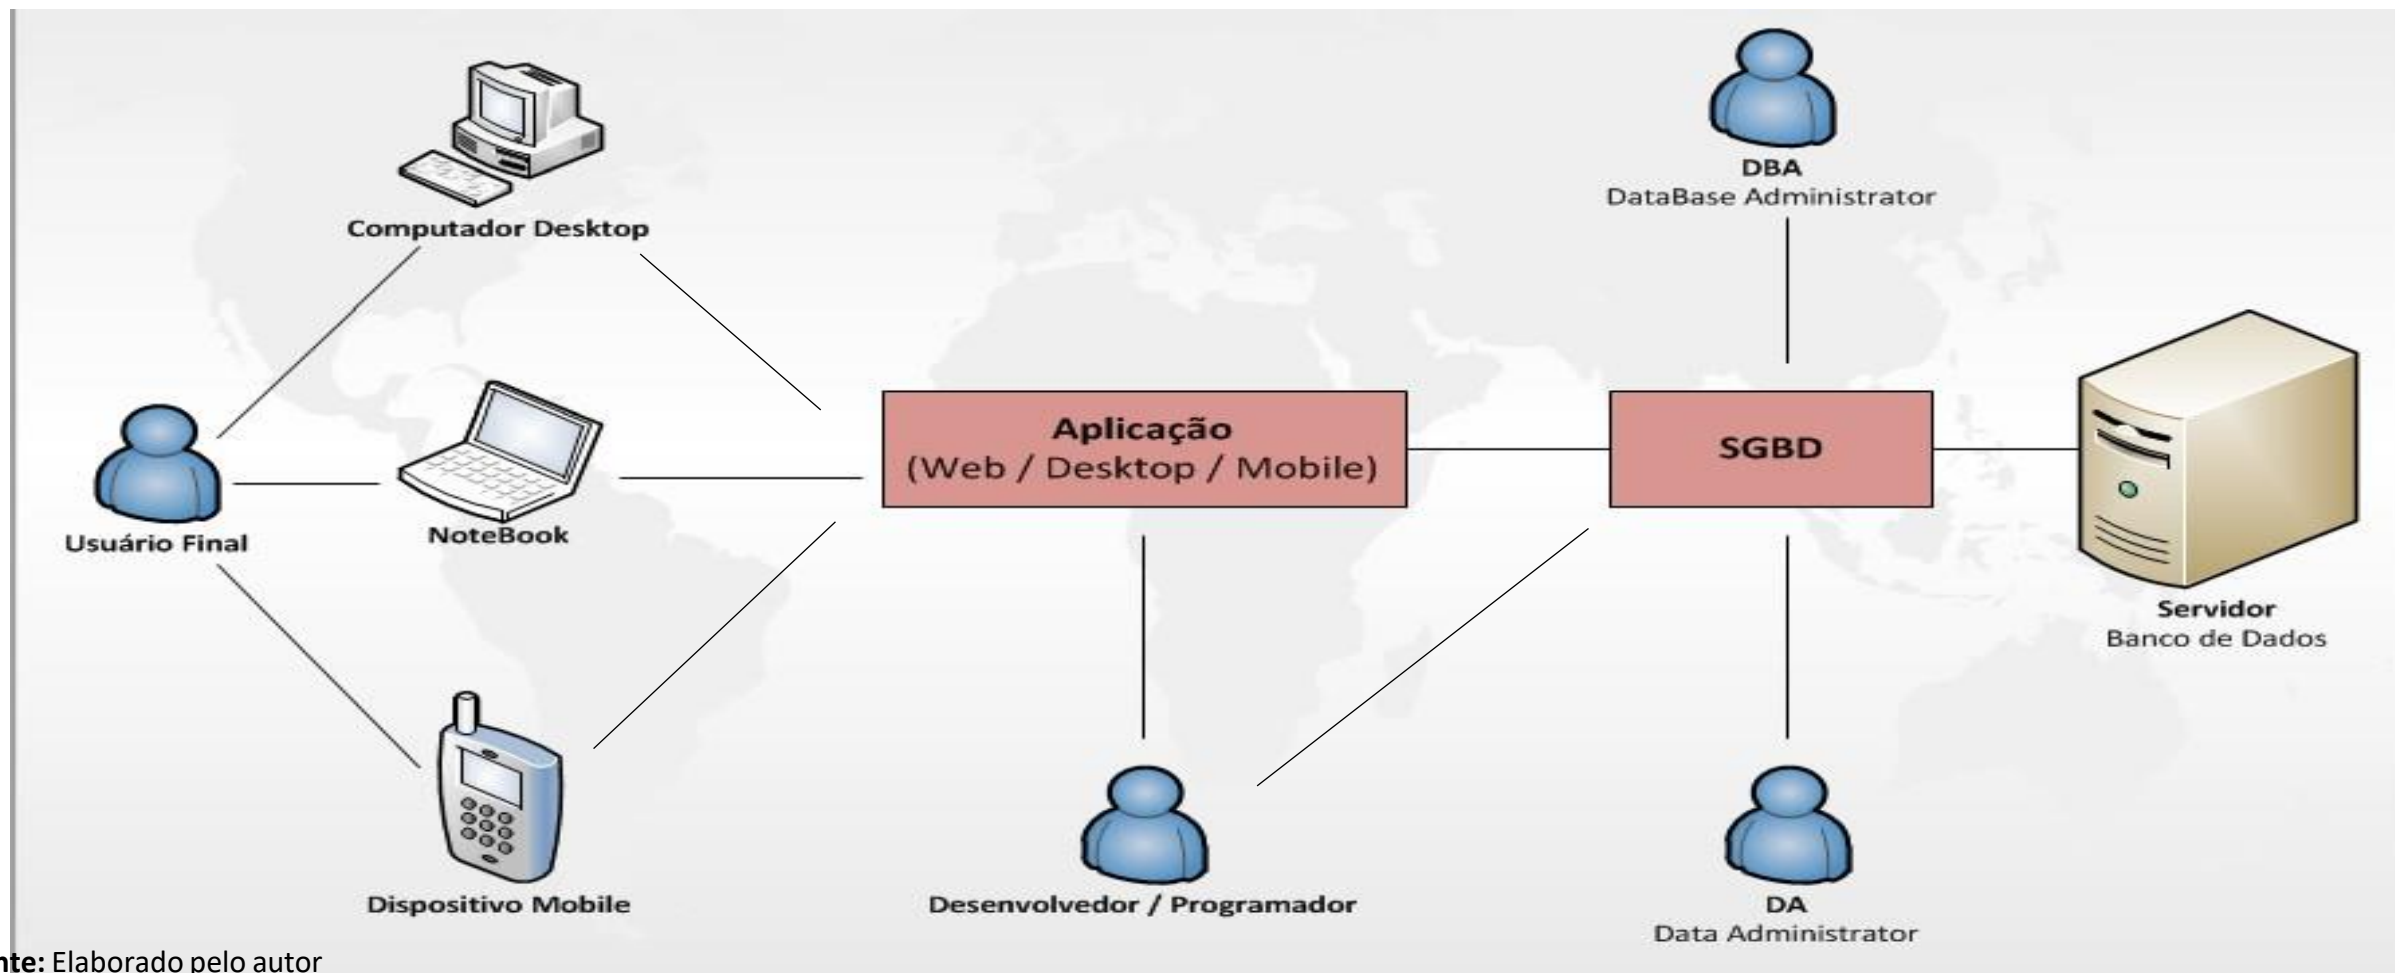 DBA
DataBase Administrator
Computador Desktop
Aplicação
(Web / Desktop / Mobile)
SGBD
Usuário Final
NoteBook
Servidor
Banco de Dados
Dispositivo Mobile
Desenvolvedor / Programador
DA
Data Administrator
nte: Elaborado pelo autor